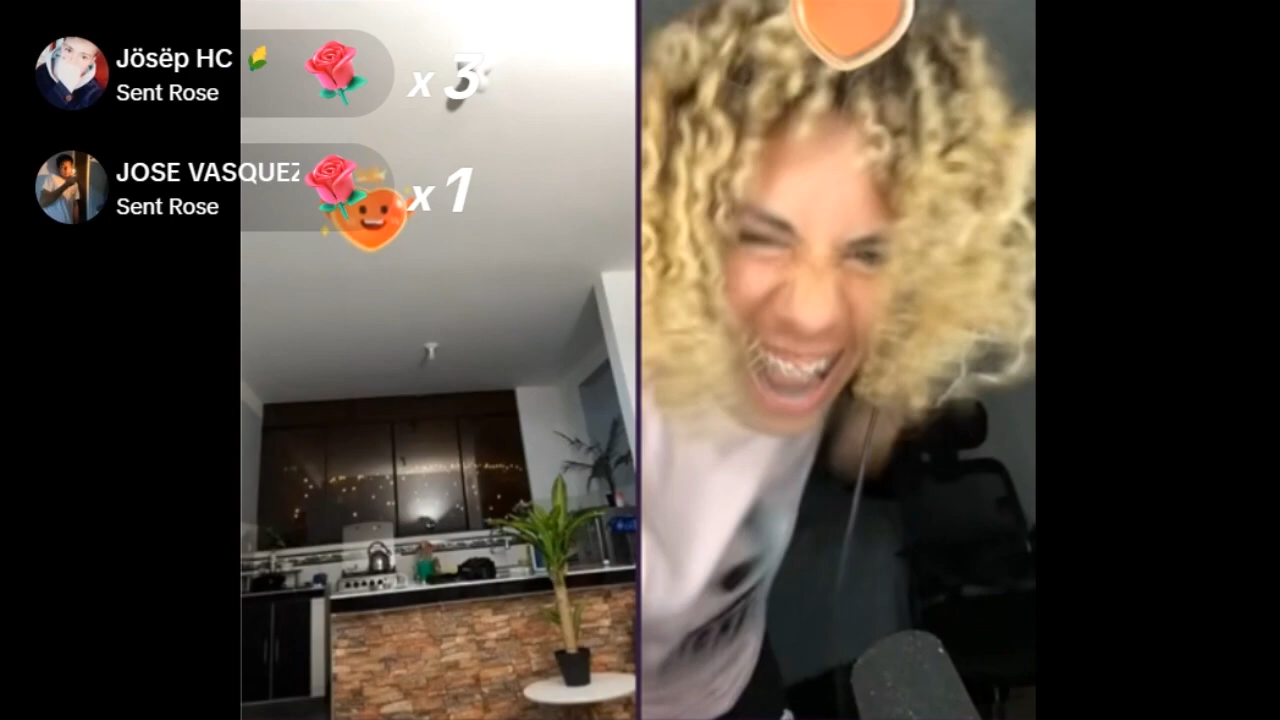 Jösëp HC
Sent Rose
x 3
JOSE VASQUEZ
Sent Rose
x 1